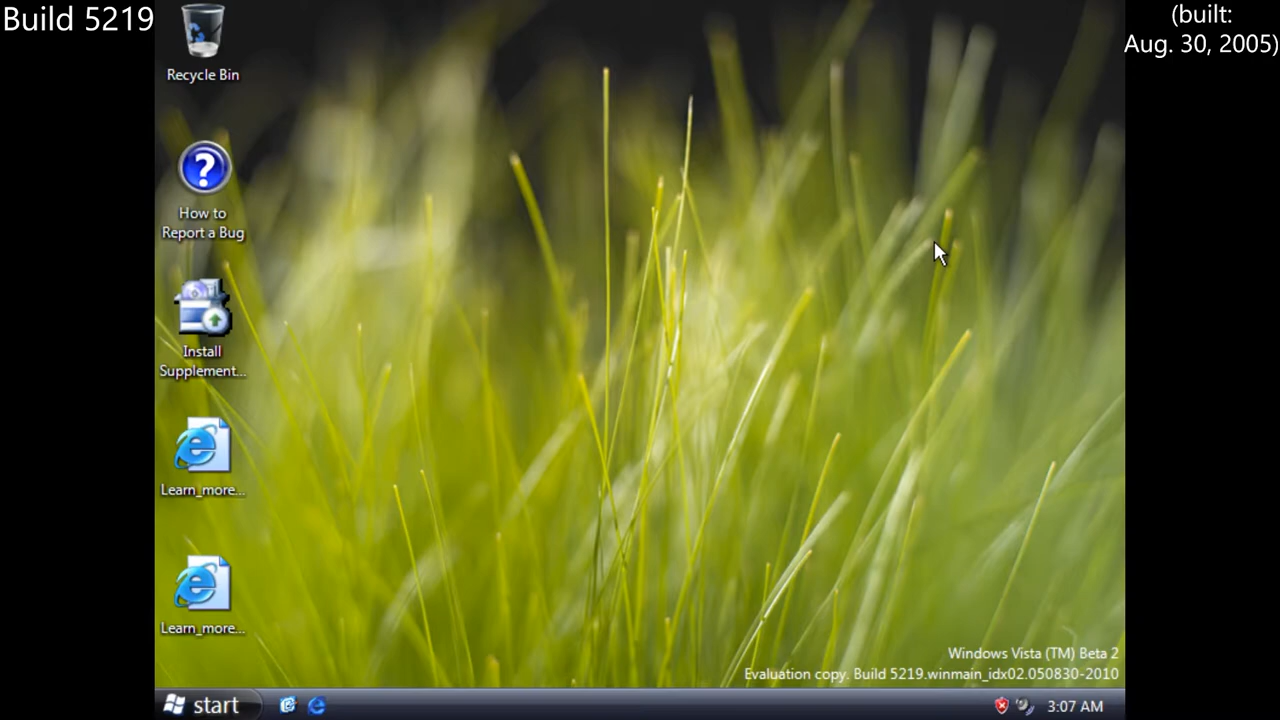 Build 5219
(built:
Aug. 30, 2005)
Recycle Bin
How to
Report a Bug
Install
Supplement...
Learn_more...
Learn_more...
Windows Vista (TM) Beta 2
Evaluation copy. Build 5219.winmain_idx02.050830-2010
start
3:07 AM